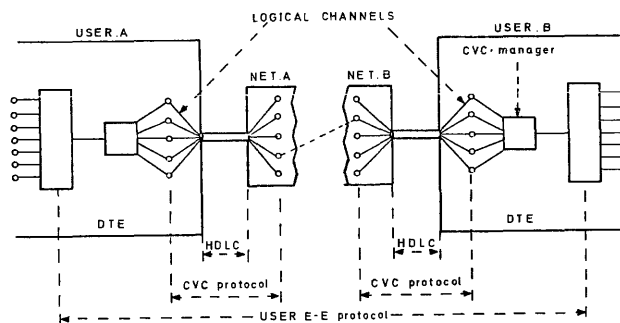 LOGICAL CHANNELS
USER.A
USER.B
CVC-manager
NET.A
NET.B
DTE
DTE
HDLC
HDLC
CVC protocol
CVC protocol
USER E-E protocol